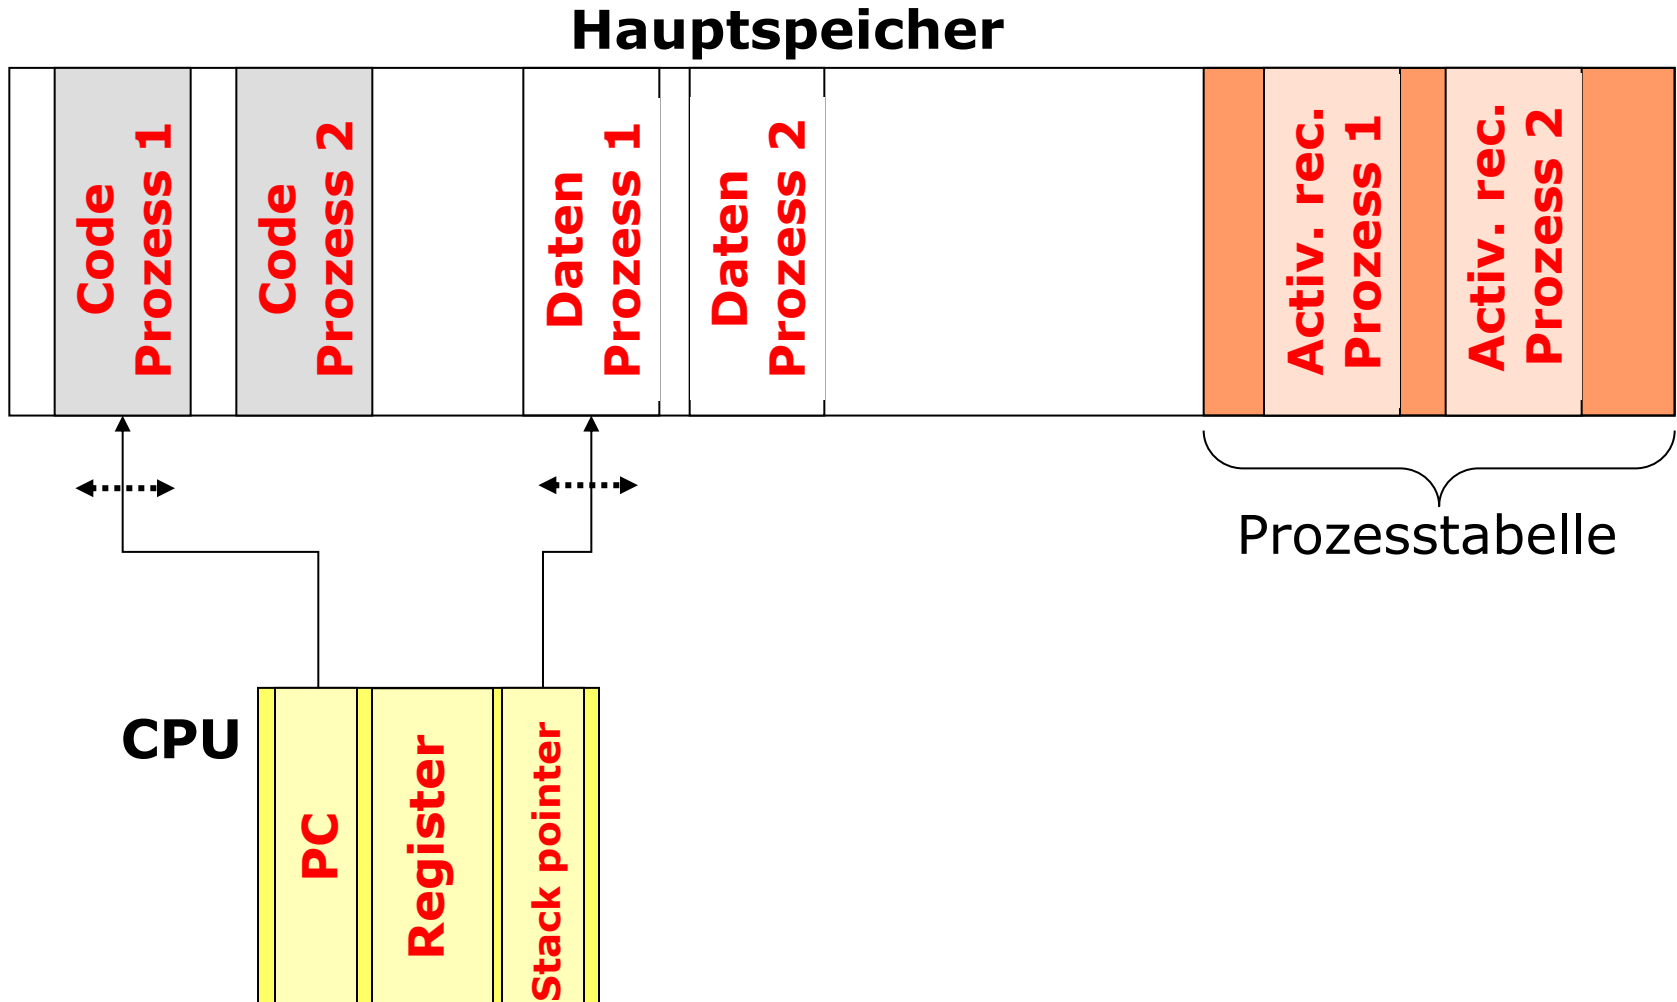 Hauptspeicher
Code
Prozess 1
Code
Prozess 2
Daten
Prozess 1
Daten
Prozess 2
Activ. rec.
Prozess 1
Activ. rec.
Prozess 2
Prozesstabelle
CPU
PC
Register
Stack pointer